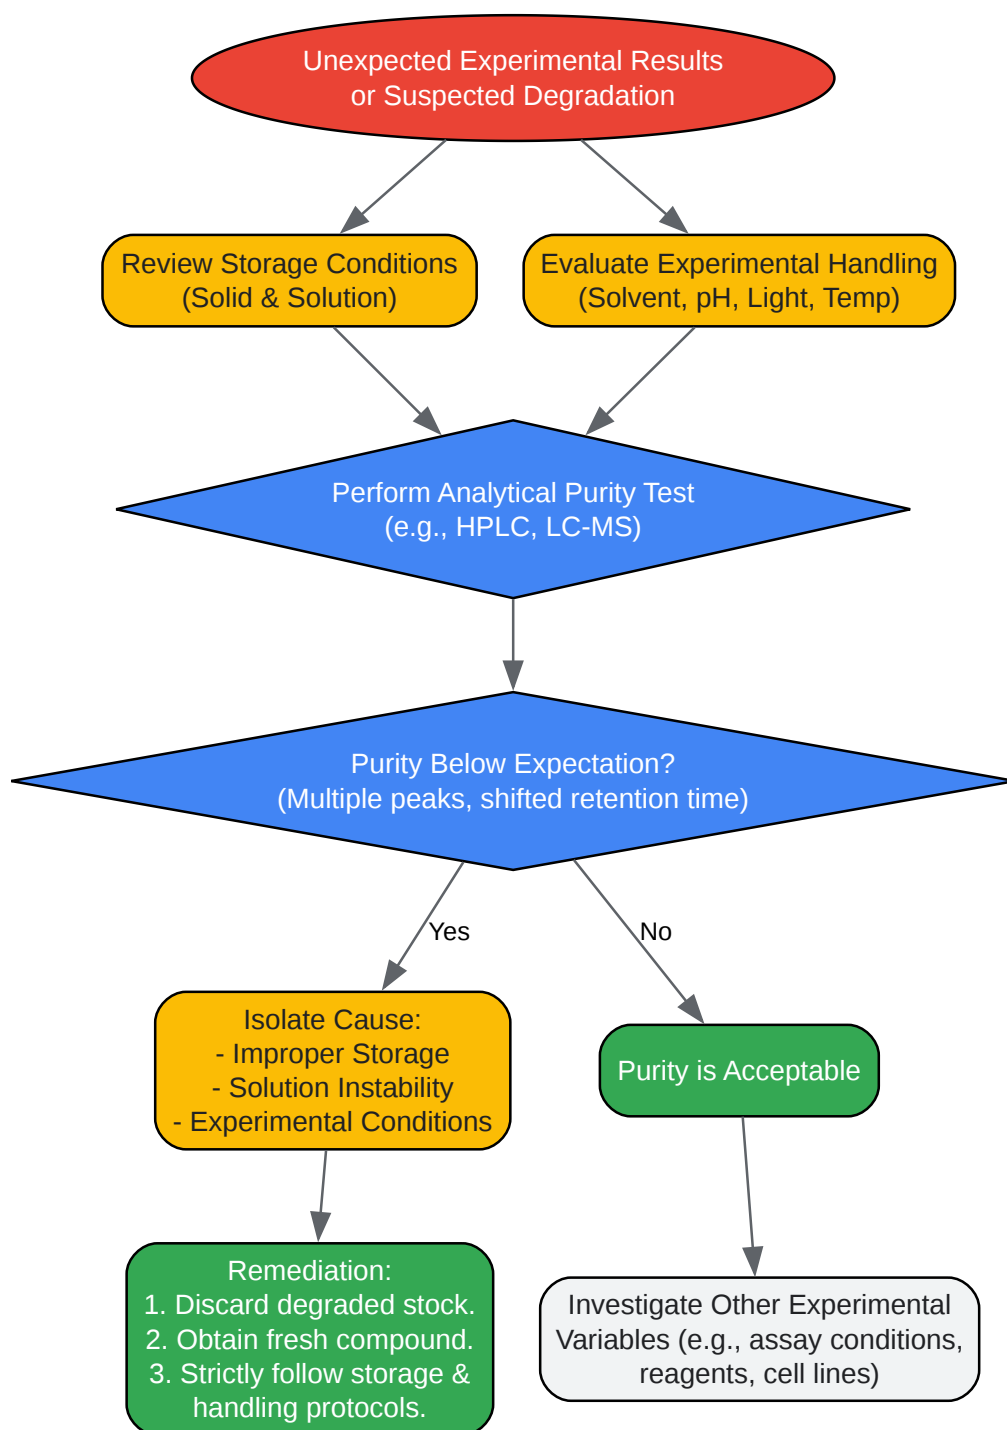 Unexpected Experimental Results
or Suspected Degradation
Review Storage Conditions
(Solid & Solution)
Evaluate Experimental Handling
(Solvent, pH, Light, Temp)
Perform Analytical Purity Test
(e.g., HPLC, LC-MS)
Purity Below Expectation?
(Multiple peaks, shifted retention time)
Yes
No
Isolate Cause:
- Improper Storage
- Solution Instability
- Experimental Conditions
Purity is Acceptable
Remediation:
1. Discard degraded stock.
2. Obtain fresh compound.
3. Strictly follow storage &
handling protocols.
Investigate Other Experimental
Variables (e.g., assay conditions,
reagents, cell lines)